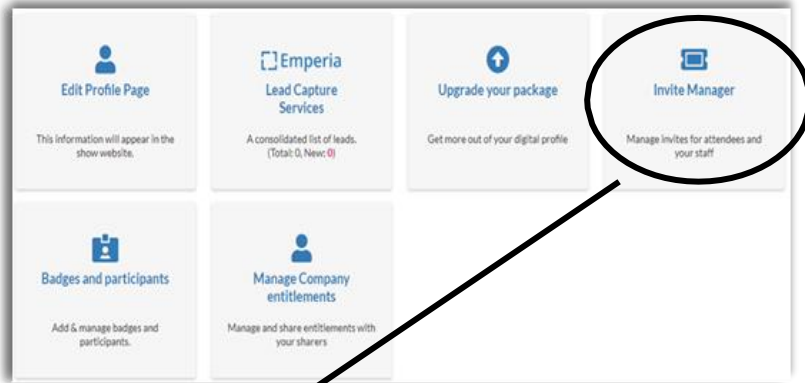 Edit Profile Page
This information will appear in the
show website.
Emperia
Lead Capture
Services
A consolidated list of leads.
(Total: 0, New: 0)
Upgrade your package
Get more out of your digital profile
Invite Manager
Manage invites for attendees and
your staff
Badges and participants
Add & manage badges and
participants.
Manage Company
entitlements
Manage and share entitlements with
your sharers